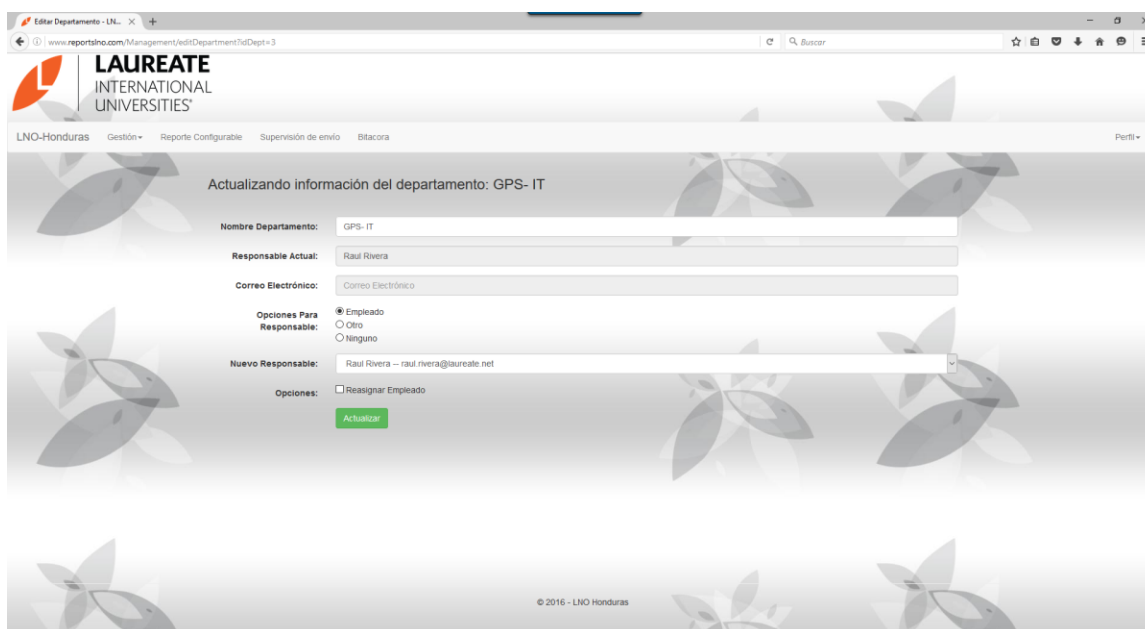 Editar Departamento - LN...
www.reportslno.com/Management/editDepartment?idDept=3
Buscar
LAUREATE
INTERNATIONAL
UNIVERSITIES®
LNO-Honduras Gestión Reporte Configurable Supervisión de envío Bitacora Perfil
Actualizando información del departamento: GPS- IT
Nombre Departamento: GPS- IT
Responsable Actual: Raul Rivera
Correo Electrónico: Correo Electrónico
Opciones Para Responsable:
Empleado
Otro
Ninguno
Nuevo Responsable: Raul Rivera -- raul.rivera@laureate.net
Opciones: Reasignar Empleado
Actualizar
© 2016 - LNO Honduras